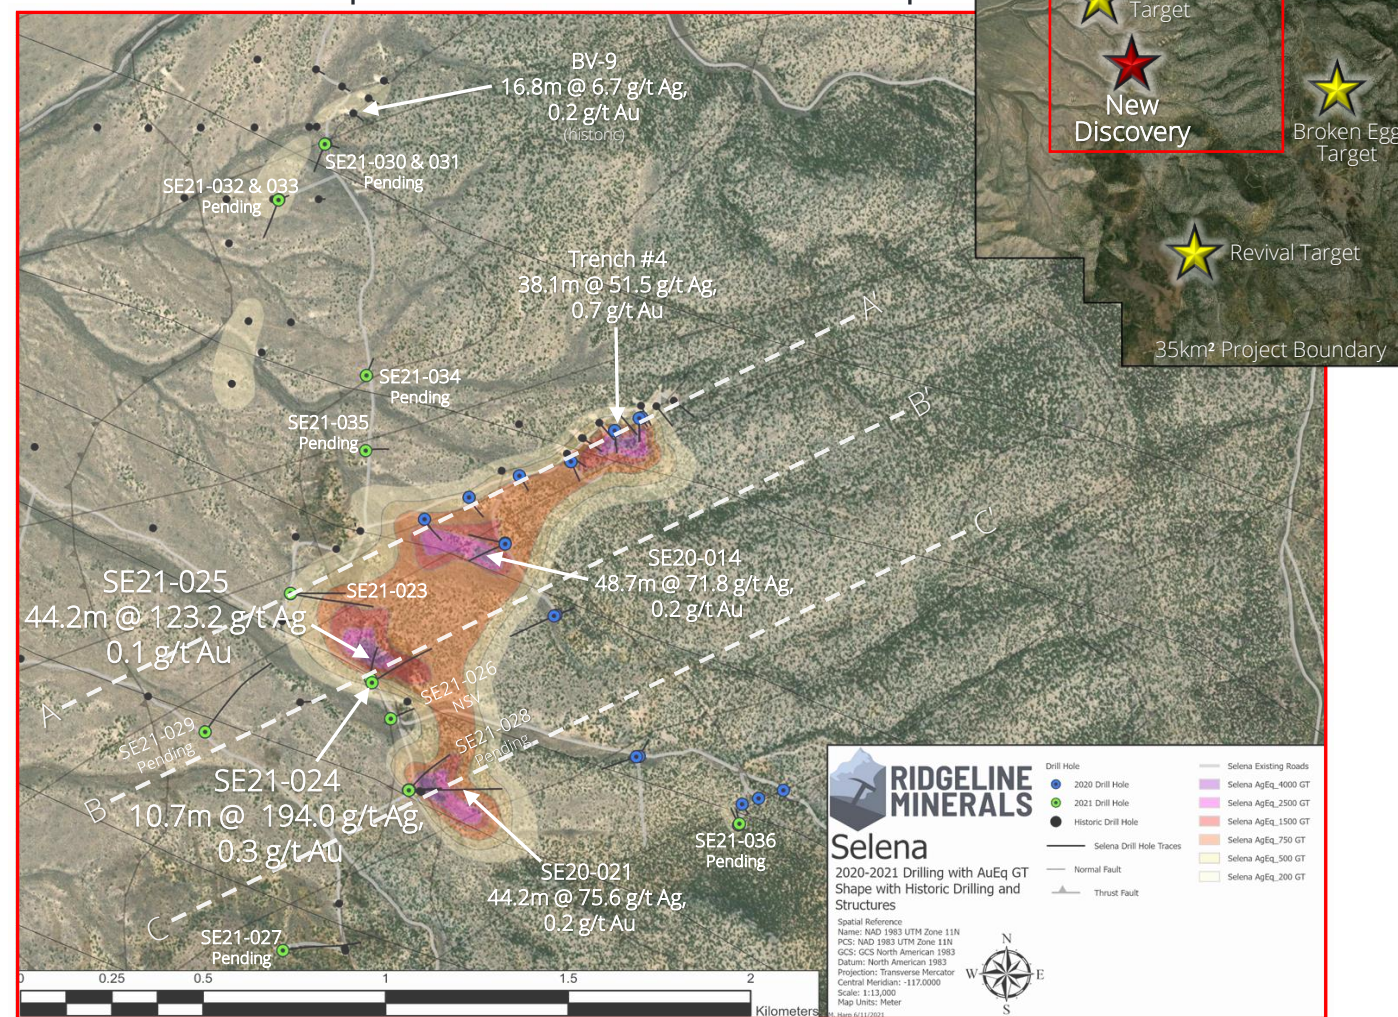 BV-9
16.8m @ 6.7 g/t Ag,
0.2 g/t Au
(historic)
SE21-030 & 031
Pending
SE21-032 & 033
Pending
Trench #4
38.1m @ 51.5 g/t Ag,
0.7 g/t Au
A'
B'
C'
SE21-034
Pending
SE21-035
Pending
SE20-014
48.7m @ 71.8 g/t Ag,
0.2 g/t Au
SE21-023
SE21-025
44.2m @ 123.2 g/t Ag
0.1 g/t Au
A
SE21-026
NSV
SE21-029
Pending
SE21-028
Pending
B
SE21-024
10.7m @ 194.0 g/t Ag,
0.3 g/t Au
SE21-036
Pending
SE20-021
44.2m @ 75.6 g/t Ag,
0.2 g/t Au
C
SE21-027
Pending
0 0.25 0.5 1 1.5 2
Kilometers
Target
New
Discovery
Broken Egg
Target
Revival Target
35km² Project Boundary
RIDGELINE
MINERALS
Selena
2020-2021 Drilling with AuEq GT
Shape with Historic Drilling and
Structures
Spatial Reference
Name: NAD 1983 UTM Zone 11N
PCS: NAD 1983 UTM Zone 11N
GCS: GCS North American 1983
Datum: North American 1983
Projection: Transverse Mercator
Central Meridian: -117.0000
Scale: 1:13,000
Map Units: Meter
M. Harp 6/11/2021
N
W E
S
Drill Hole
2020 Drill Hole
2021 Drill Hole
Historic Drill Hole
Selena Drill Hole Traces
Normal Fault
Thrust Fault
Selena Existing Roads
Selena AgEq_4000 GT
Selena AgEq_2500 GT
Selena AgEq_1500 GT
Selena AgEq_750 GT
Selena AgEq_500 GT
Selena AgEq_200 GT